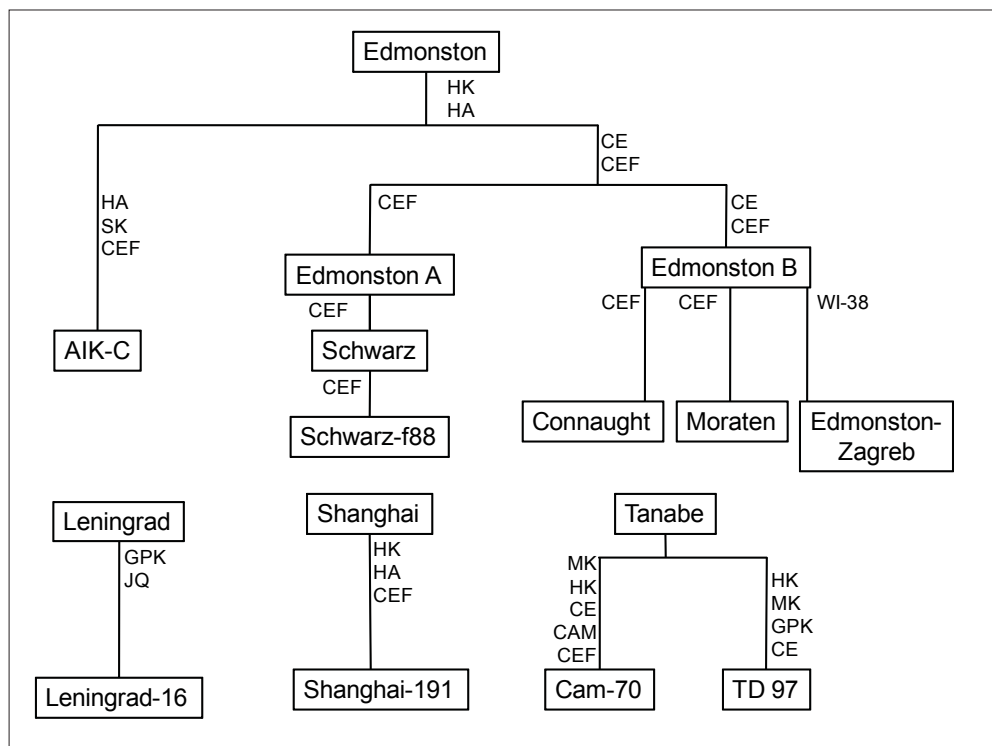 Edmonston
HK
HA
CE
CEF
HA
SK
CEF
CEF
CE
CEF
Edmonston A
Edmonston B
CEF
CEF
CEF
WI-38
AIK-C
Schwarz
CEF
Schwarz-f88
Connaught
Moraten
Edmonston-
Zagreb
Leningrad
Shanghai
Tanabe
GPK
JQ
HK
HA
CEF
MK
HK
CE
CAM
CEF
HK
MK
GPK
CE
Leningrad-16
Shanghai-191
Cam-70
TD 97